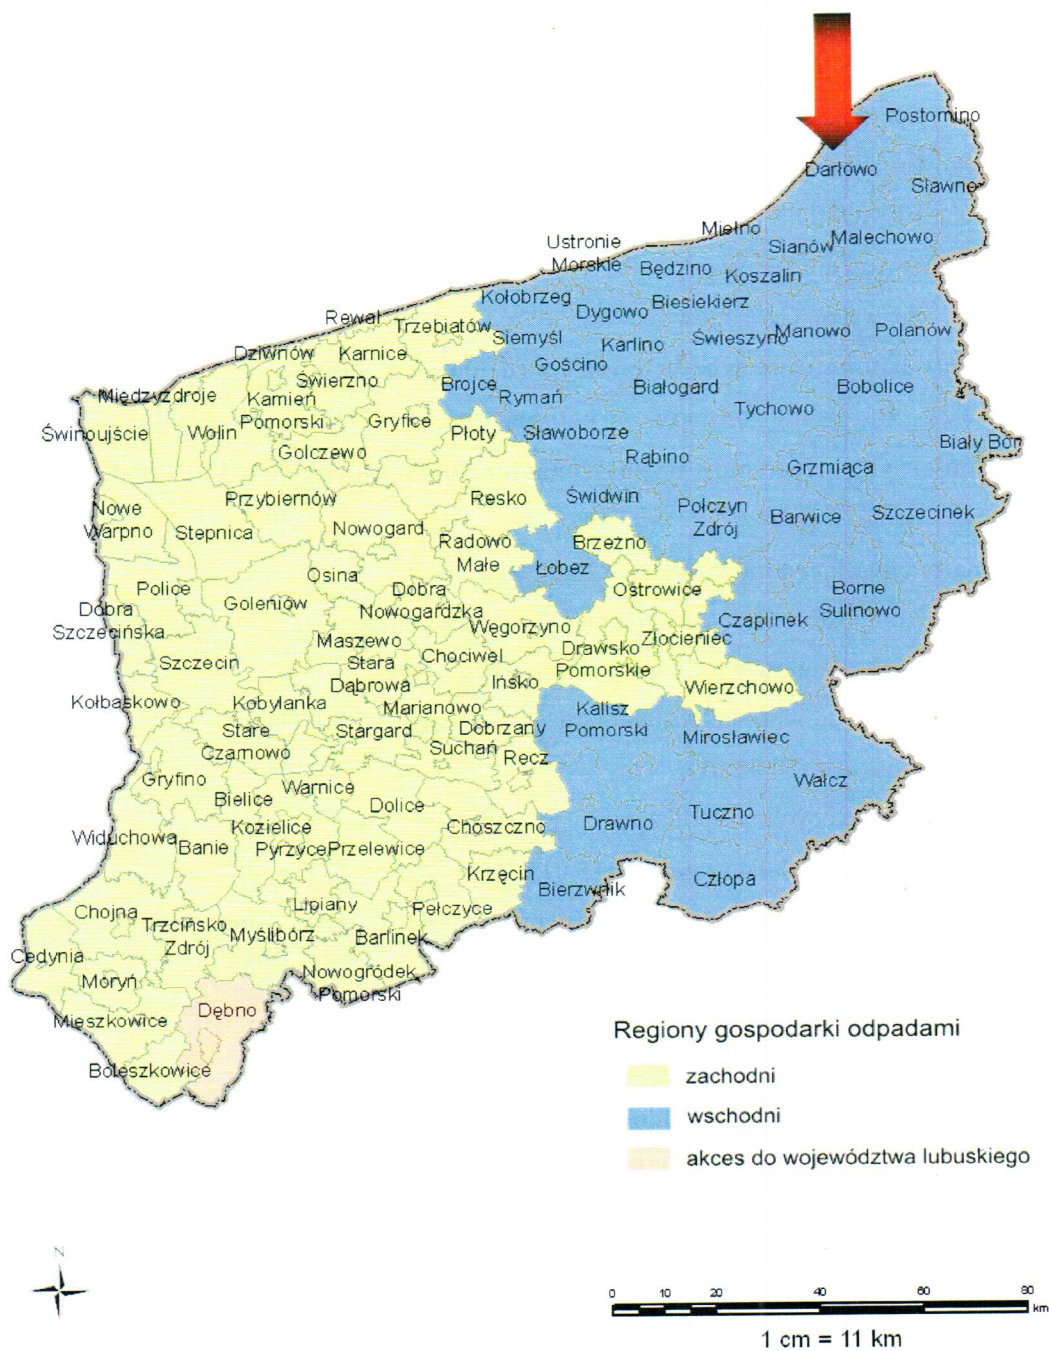 Postomino
Darłowo
Sławno
Mielno
Malechowo
Sianów
Ustronie
Morskie
Będzino
Koszalin
Kołobrzeg
Biesiekierz
Dygowo
Rewal
Trzebiatów
Siemyśl
Karlino
Świeszyno
Manowo
Polanów
Dziwnów
Karnice
Gościno
Świerzno
Brojce
Białogard
Bobolice
Międzyzdroje
Kamień
Pomorski
Rymań
Tychowo
Świnoujście
Wolin
Gryfice
Płoty
Sławoborze
Biały Bór
Golczewo
Rąbino
Grzmiąca
Przybiernów
Resko
Świdwin
Połczyn
Zdrój
Nowe
Warpno
Stepnica
Nowogard
Barwice
Szczecinek
Radowo
Małe
Brzeżno
Łobez
Osina
Police
Dobra
Nowogardzka
Ostrowice
Borne
Sulinowo
Goleniów
Dobra
Szczecińska
Węgorzyno
Czaplinek
Maszewo
Złocieniec
Drawsko
Pomorskie
Szczecin
Stara
Dąbrowa
Chociwel
Ińsko
Wierzchowo
Kołbaskowo
Kobylanka
Marianowo
Kalisz
Pomorski
Stare
Czarnowo
Stargard
Dobrzany
Suchań
Mirosławiec
Recz
Gryfino
Warnice
Wałcz
Bielice
Dolice
Tuczno
Widuchowa
Banie
Kozielice
Pyrzyce
Przelewice
Choszczno
Drawno
Krzęcin
Bierzwnik
Człopa
Chojna
Trzcińsko
Zdrój
Lipiany
Pełczyce
Myślibórz
Barlinek
Cedynia
Moryń
Nowogródek
Pomorski
Dębno
Mieszkowice
Boleszkowice
Regiony gospodarki odpadami
zachodni
wschodni
akces do województwa lubuskiego
N
0 10 20 40 60 80
km
1 cm = 11 km